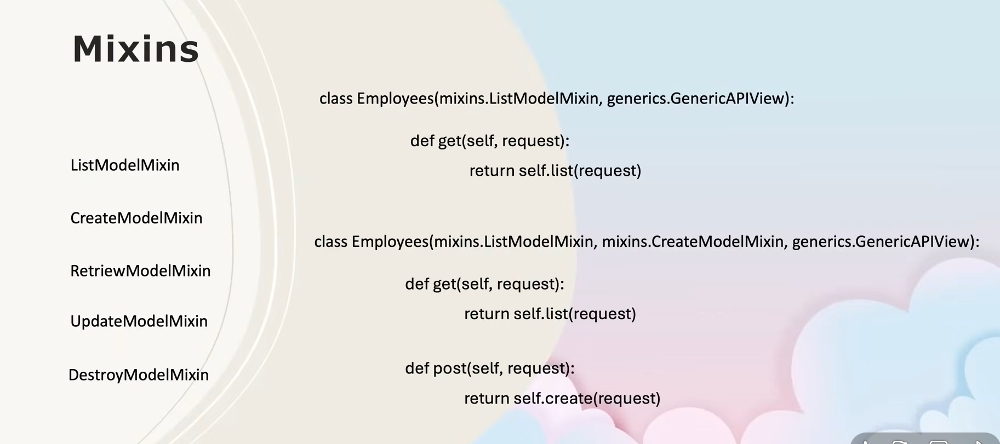 Mixins
ListModelMixin
CreateModelMixin
RetriewModelMixin
UpdateModelMixin
DestroyModelMixin
class Employees(mixins.ListModelMixin, generics.GenericAPIView):
def get(self, request):
return self.list(request)
class Employees(mixins.ListModelMixin, mixins.CreateModelMixin, generics.GenericAPIView):
def get(self, request):
return self.list(request)
def post(self, request):
return self.create(request)